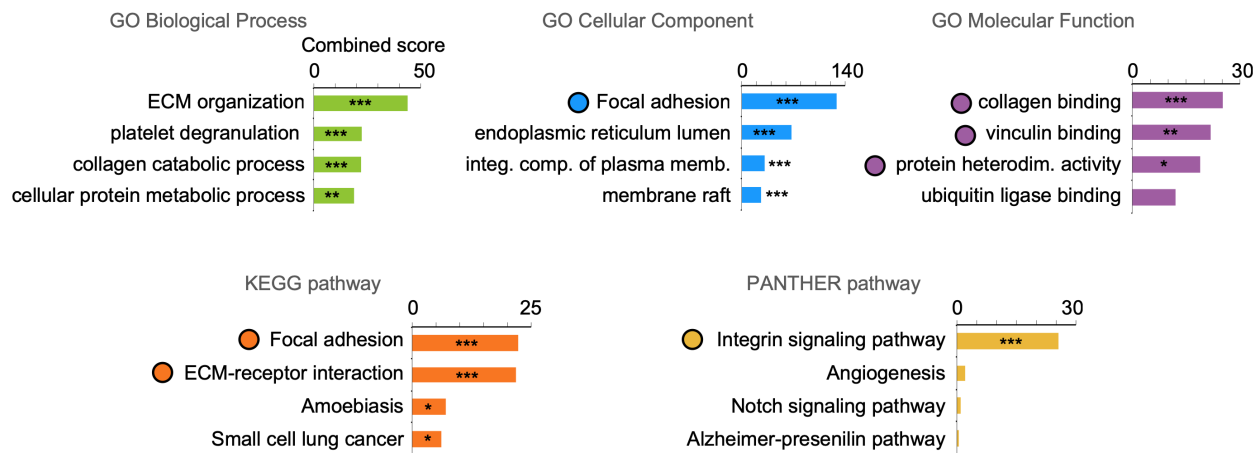 GO Biological Process
Combined score
0 50
ECM organization ***
platelet degranulation ***
collagen catabolic process ***
cellular protein metabolic process **
GO Cellular Component
0 140
Focal adhesion ***
endoplasmic reticulum lumen ***
integ. comp. of plasma memb. ***
membrane raft ***
GO Molecular Function
0 30
collagen binding ***
vinculin binding **
protein heterodim. activity *
ubiquitin ligase binding
KEGG pathway
0 25
Focal adhesion ***
ECM-receptor interaction ***
Amoebiasis *
Small cell lung cancer *
PANTHER pathway
0 30
Integrin signaling pathway ***
Angiogenesis
Notch signaling pathway
Alzheimer-presenilin pathway